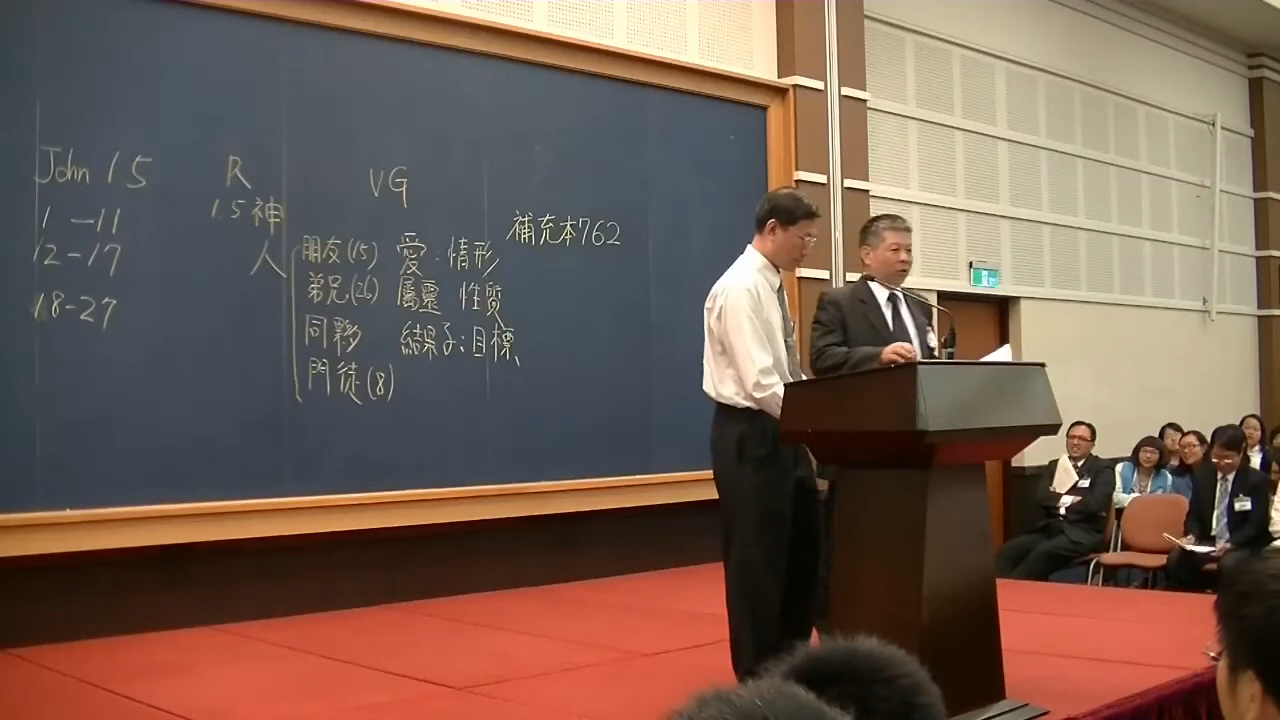 John 15 R VG
1-11 1.5 神 補充本762
12-17 人 朋友(15) 愛:情形
18-27 弟兄(26) 屬靈 性質
同夥 結果子:目標
門徒(8)